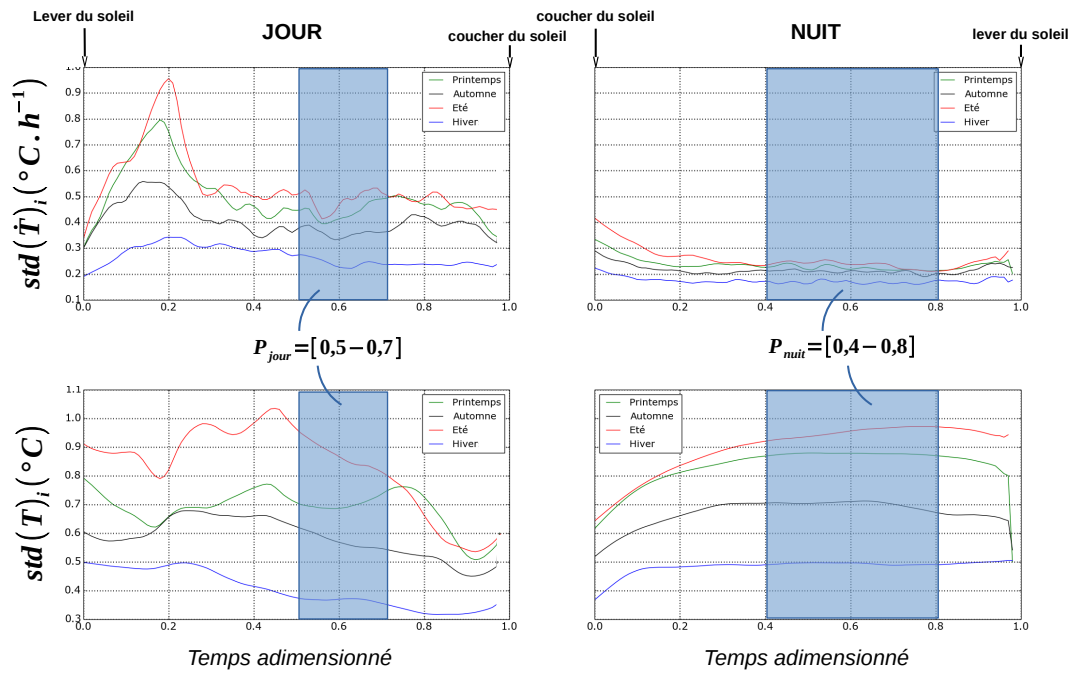 Lever du soleil
JOUR
coucher du soleil
coucher du soleil
NUIT
lever du soleil
std(Ṫ)ᵢ(°C.h⁻¹)
1.0
0.9
0.8
0.7
0.6
0.5
0.4
0.3
0.2
0.1
0.0 0.2 0.4 0.6 0.8 1.0
Printemps
Automne
Eté
Hiver
0.0 0.2 0.4 0.6 0.8 1.0
Printemps
Automne
Eté
Hiver
P jour=[0,5−0,7]
P nuit=[0,4−0,8]
std(T)ᵢ(°C)
1.1
1.0
0.9
0.8
0.7
0.6
0.5
0.4
0.3
0.0 0.2 0.4 0.6 0.8 1.0
Printemps
Automne
Eté
Hiver
0.0 0.2 0.4 0.6 0.8 1.0
Printemps
Automne
Eté
Hiver
Temps adimensionné
Temps adimensionné